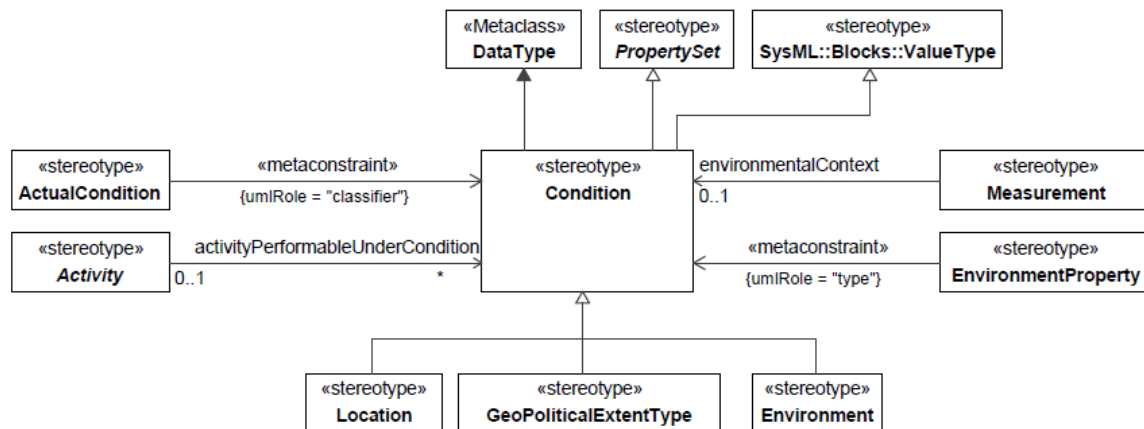 «Metaclass»
DataType
«stereotype»
PropertySet
«stereotype»
SysML::Blocks::ValueType
«stereotype»
ActualCondition
«metaconstraint»
{umlRole = "classifier"}
«stereotype»
Condition
environmentalContext
0..1
«stereotype»
Measurement
«stereotype»
Activity
activityPerformableUnderCondition
0..1
*
«metaconstraint»
{umlRole = "type"}
«stereotype»
EnvironmentProperty
«stereotype»
Location
«stereotype»
GeoPoliticalExtentType
«stereotype»
Environment